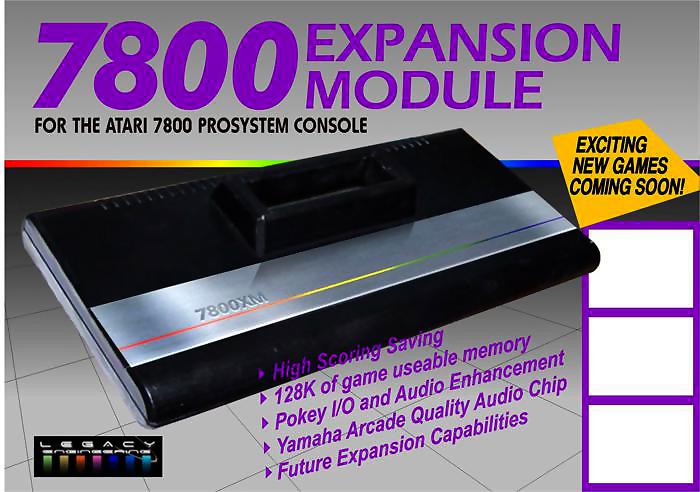 7800 EXPANSION
MODULE
FOR THE ATARI 7800 PROSYSTEM CONSOLE
EXCITING
NEW GAMES
COMING SOON!
7800XM
High Scoring Saving
128K of game useable memory
Pokey I/O and Audio Enhancement
Yamaha Arcade Quality Audio Chip
Future Expansion Capabilities
LEGACY
ENGINEERING